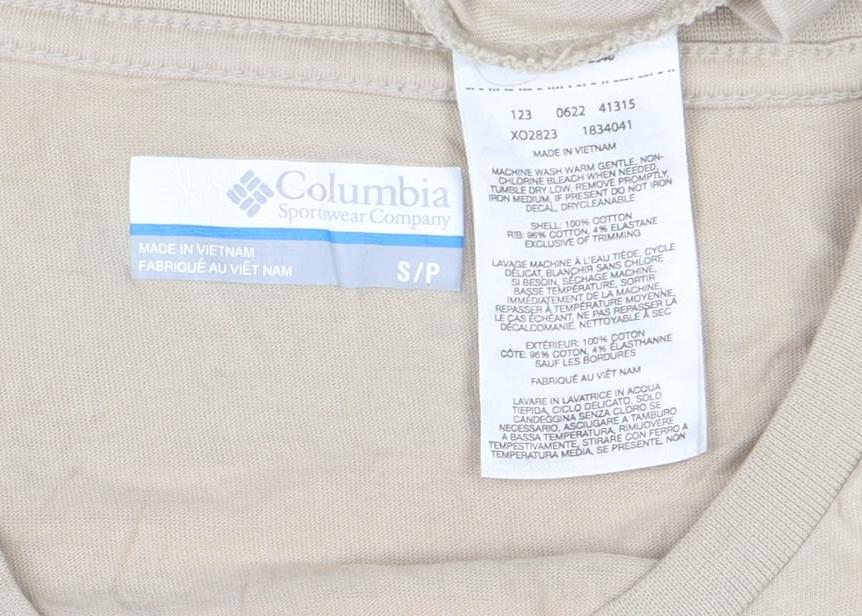 Columbia
Sportswear Company
MADE IN VIETNAM
FABRIQUÉ AU VIÊT NAM
S/P
123 0622 41315
XO2823 1834041
MADE IN VIETNAM
MACHINE WASH WARM GENTLE, NON-
CHLORINE BLEACH WHEN NEEDED,
TUMBLE DRY LOW, REMOVE PROMPTLY,
IRON MEDIUM, IF PRESENT DO NOT IRON
DECAL, DRYCLEANABLE
SHELL: 100% COTTON
RIB: 96% COTTON, 4% ELASTANE
EXCLUSIVE OF TRIMMING
LAVAGE MACHINE À L'EAU TIÈDE, CYCLE
DÉLICAT, BLANCHIR SANS CHLORE
SI BESOIN, SÉCHAGE MACHINE,
BASSE TEMPÉRATURE, SORTIR
IMMÉDIATEMENT DE LA MACHINE,
REPASSER À TEMPÉRATURE MOYENNE,
LE CAS ÉCHÉANT, NE PAS REPASSER LA
DÉCALCOMANIE, NETTOYABLE À SEC
EXTÉRIEUR: 100% COTON
CÔTE: 96% COTON, 4% ÉLASTHANNE
SAUF LES BORDURES
FABRIQUÉ AU VIÊT NAM
LAVARE IN LAVATRICE IN ACQUA
TIEPIDA, CICLO DELICATO, SOLO
CANDEGGINA SENZA CLORO SE
NECESSARIO, ASCIUGARE A TAMBURO
A BASSA TEMPERATURA, RIMUOVERE
TEMPESTIVAMENTE, STIRARE CON FERRO A
TEMPERATURA MEDIA, SE PRESENTE, NON